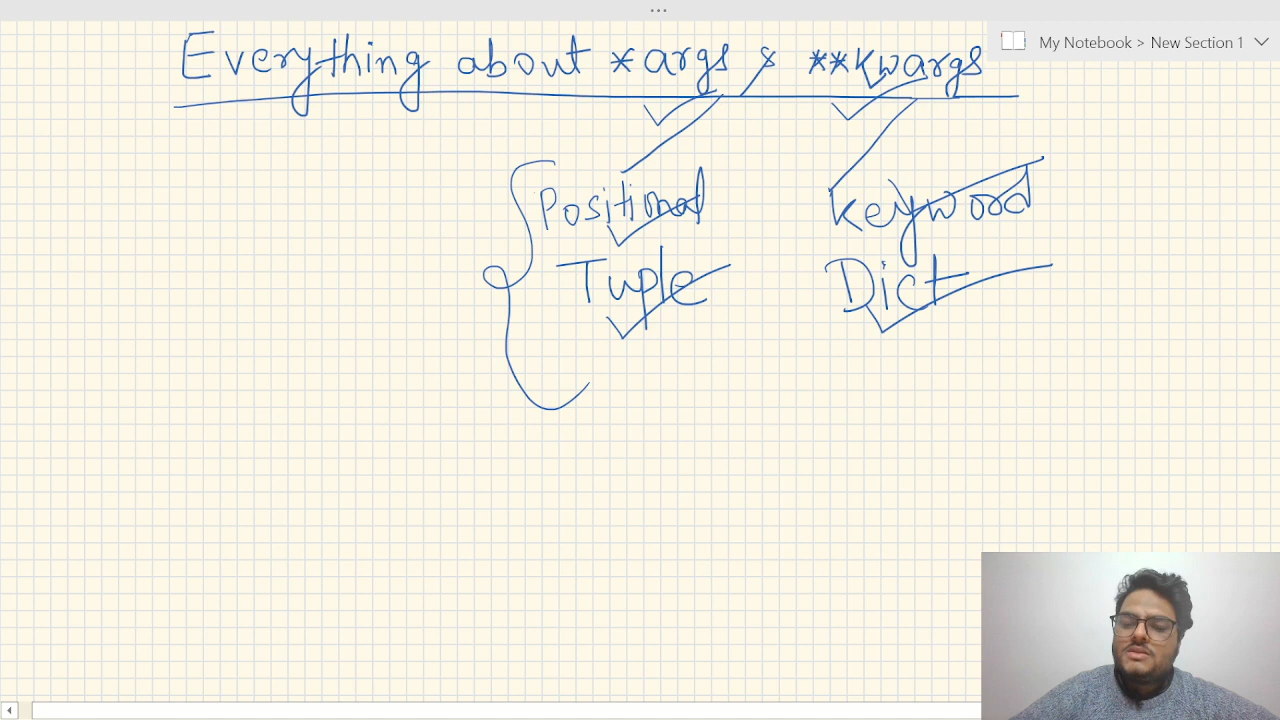 Everything about *args & **kwargs
My Notebook > New Section 1
Positional
Keyword
Tuple
Dict